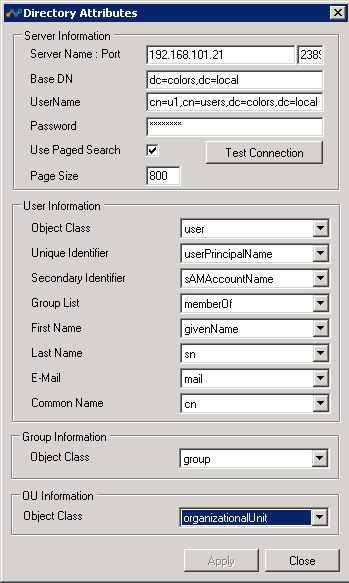 Directory Attributes
Server Information
Server Name : Port 192.168.101.21 2389
Base DN dc=colors,dc=local
UserName cn=u1,cn=users,dc=colors,dc=local
Password ********
Use Paged Search Test Connection
Page Size 800
User Information
Object Class user
Unique Identifier userPrincipalName
Secondary Identifier sAMAccountName
Group List memberOf
First Name givenName
Last Name sn
E-Mail mail
Common Name cn
Group Information
Object Class group
OU Information
Object Class organizationalUnit
Apply Close